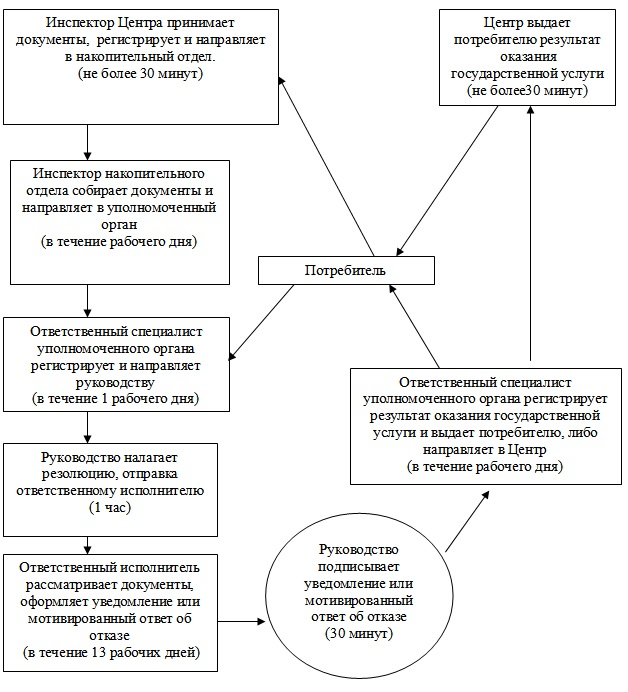 Инспектор Центра принимает
документы, регистрирует и направляет
в накопительный отдел.
(не более 30 минут)
Центр выдает
потребителю результат
оказания
государственной услуги
(не более30 минут)
Инспектор накопительного
отдела собирает документы и
направляет в уполномоченный
орган
(в течение рабочего дня)
Потребитель
Ответственный специалист
уполномоченного органа
регистрирует и направляет
руководству
(в течение 1 рабочего дня)
Ответственный специалист
уполномоченного органа регистрирует
результат оказания государственной
услуги и выдает потребителю, либо
направляет в Центр
(в течение рабочего дня)
Руководство налагает
резолюцию, отправка
ответственному исполнителю
(1 час)
Ответственный исполнитель
рассматривает документы,
оформляет уведомление или
мотивированный ответ об
отказе
(в течение 13 рабочих дней)
Руководство
подписывает
уведомление или
мотивированный
ответ об отказе
(30 минут)